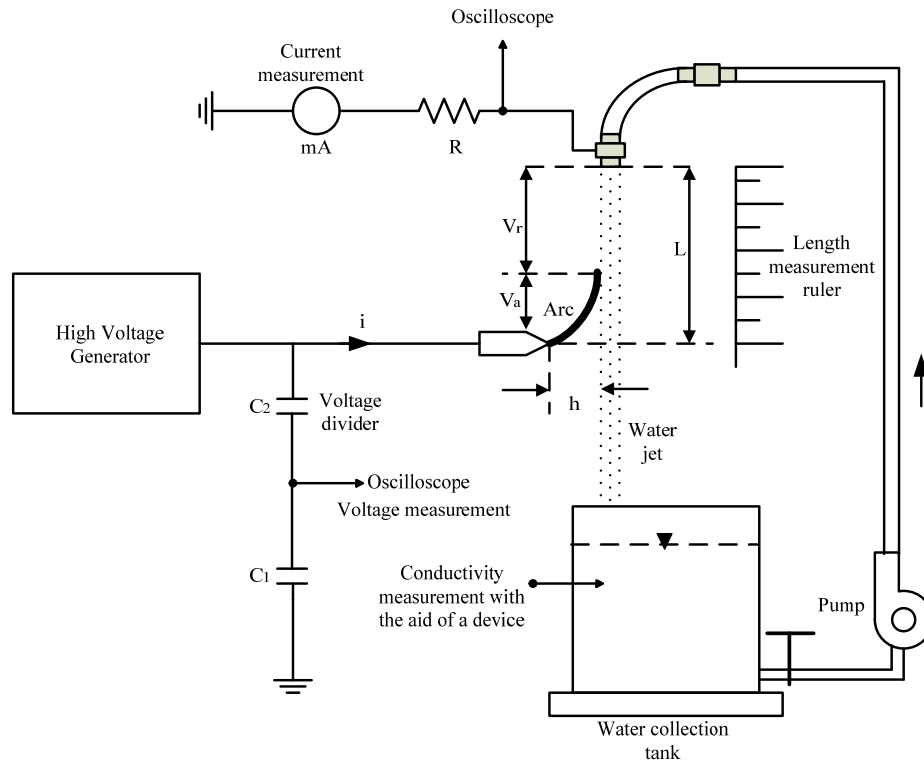 Oscilloscope
Current
measurement
mA
R
Vr
L
Length
measurement
ruler
Va
Arc
High Voltage
Generator
i
C2
Voltage
divider
h
Water
jet
Oscilloscope
Voltage measurement
C1
Conductivity
measurement with
the aid of a device
Pump
Water collection
tank